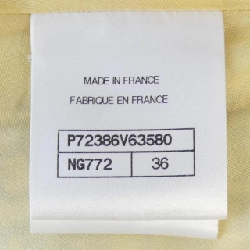 MADE IN FRANCE
FABRIQUE EN FRANCE
P72386V63580
NG772 36